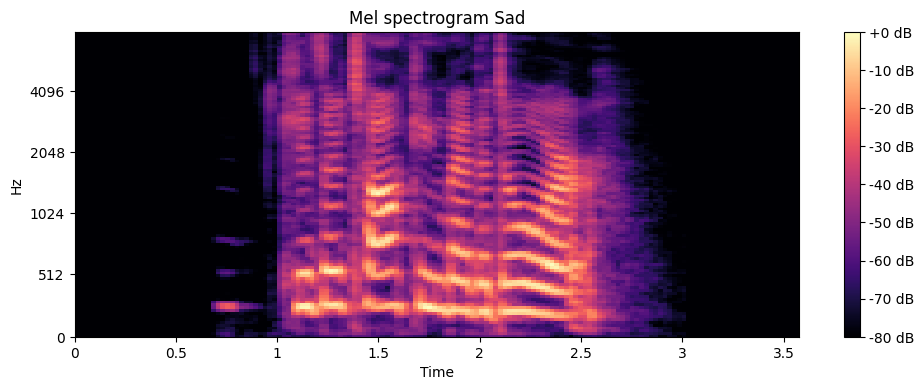 Mel spectrogram Sad
Hz
4096
2048
1024
512
0
0 0.5 1 1.5 2 2.5 3 3.5
Time
+0 dB
-10 dB
-20 dB
-30 dB
-40 dB
-50 dB
-60 dB
-70 dB
-80 dB